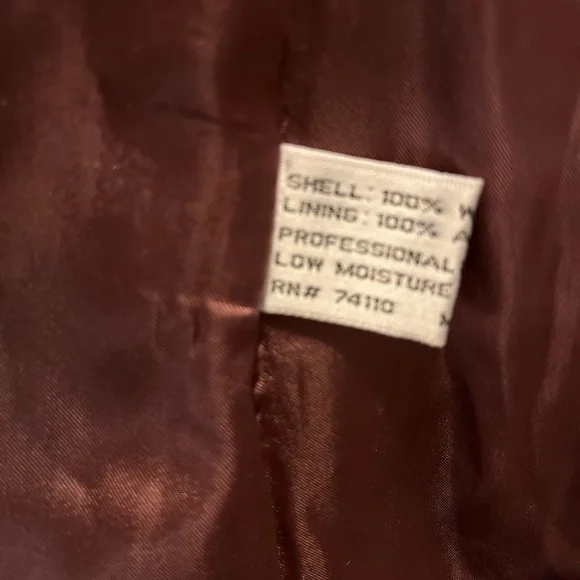 SHELL: 100% W
LINING: 100% A
PROFESSIONAL
LOW MOISTURE
RN# 74110